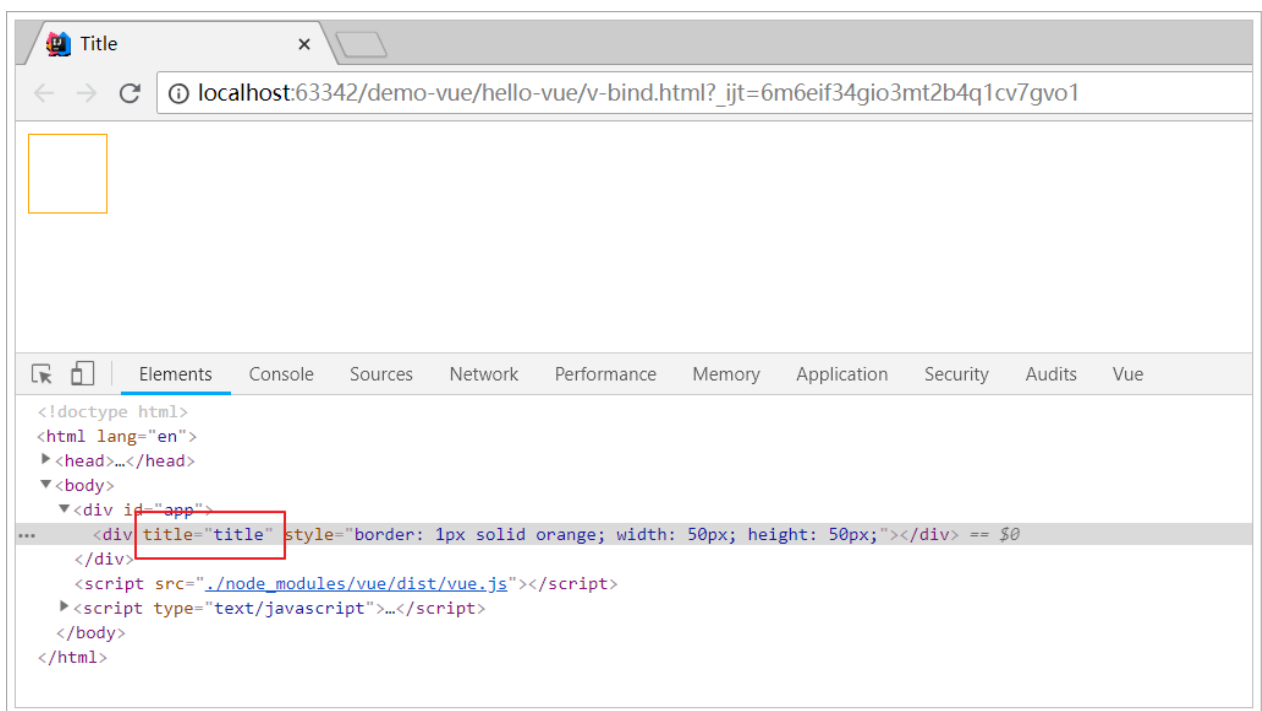 Title
localhost:63342/demo-vue/hello-vue/v-bind.html?_ijt=6m6eif34gio3mt2b4q1cv7gvo1
Elements Console Sources Network Performance Memory Application Security Audits Vue
<!doctype html>
<html lang="en">
<head>…</head>
<body>
<div id="app">
<div title="title" style="border: 1px solid orange; width: 50px; height: 50px;"></div> == $0
</div>
<script src="./node_modules/vue/dist/vue.js"></script>
<script type="text/javascript">…</script>
</body>
</html>